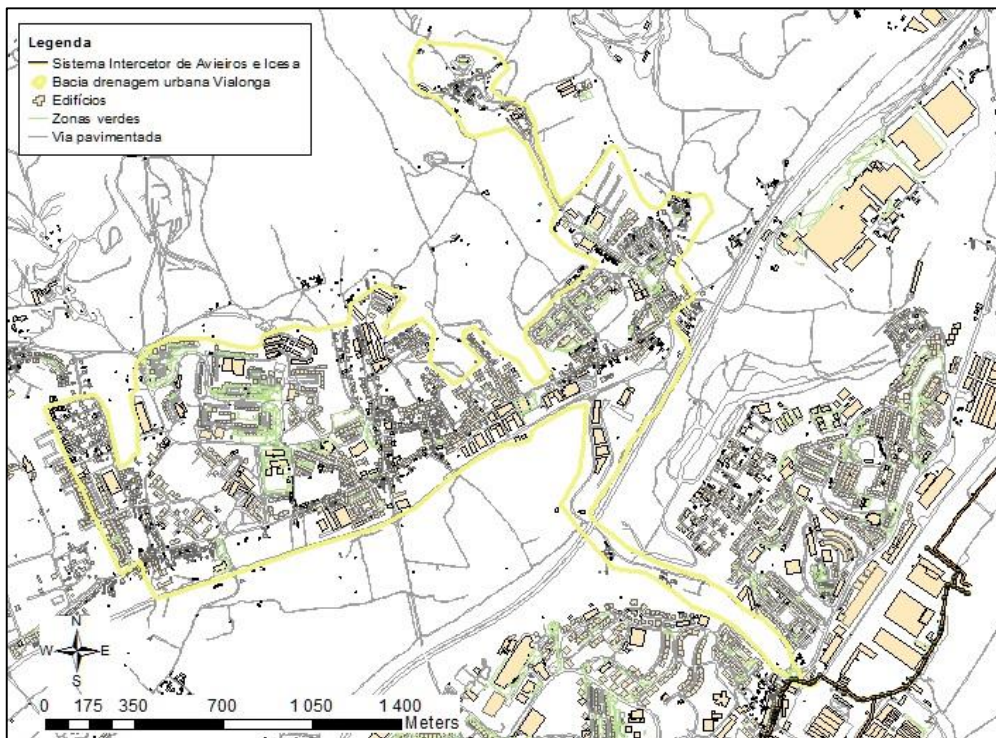 Legenda
Sistema Intercetor de Avieiros e Icesa
Bacia drenagem urbana Vialonga
Edifícios
Zonas verdes
Via pavimentada
N
W E
S
0 175 350 700 1 050 1 400
Meters